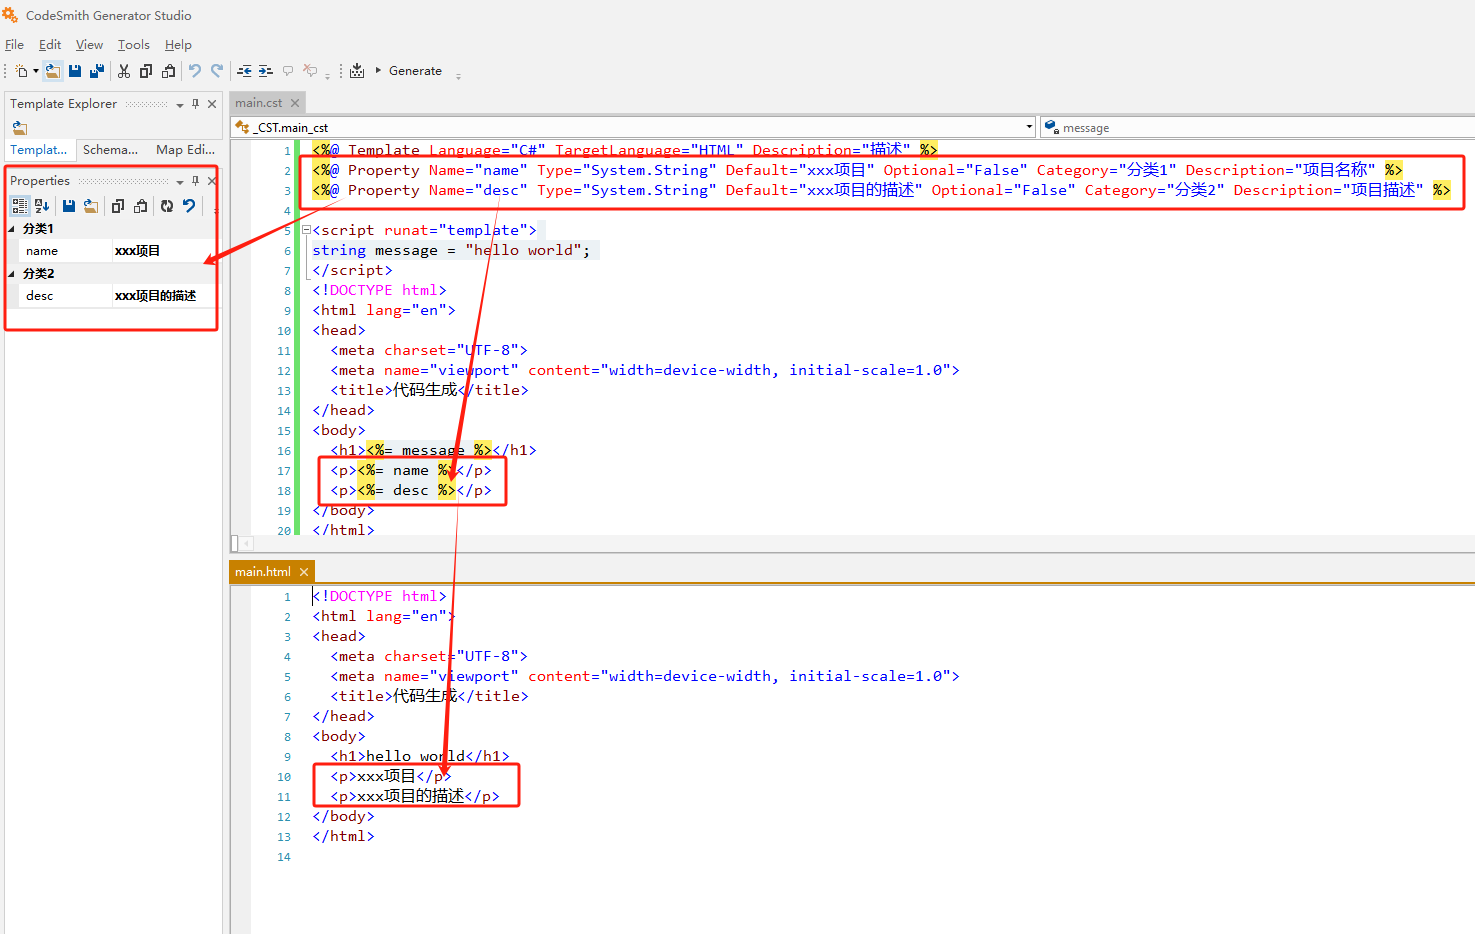 CodeSmith Generator Studio
File Edit View Tools Help
Generate
Template Explorer
Templat... Schema... Map Edi...
Properties
分类1
name xxx项目
分类2
desc xxx项目的描述
main.cst
_CST.main_cst message
1 <%@ Template Language="C#" TargetLanguage="HTML" Description="描述" %>
2 <%@ Property Name="name" Type="System.String" Default="xxx项目" Optional="False" Category="分类1" Description="项目名称" %>
3 <%@ Property Name="desc" Type="System.String" Default="xxx项目的描述" Optional="False" Category="分类2" Description="项目描述" %>
4
5 <script runat="template">
6 string message = "hello world";
7 </script>
8 <!DOCTYPE html>
9 <html lang="en">
10 <head>
11 <meta charset="UTF-8">
12 <meta name="viewport" content="width=device-width, initial-scale=1.0">
13 <title>代码生成</title>
14 </head>
15 <body>
16 <h1><%= message %></h1>
17 <p><%= name %></p>
18 <p><%= desc %></p>
19 </body>
20 </html>
main.html
1 <!DOCTYPE html>
2 <html lang="en">
3 <head>
4 <meta charset="UTF-8">
5 <meta name="viewport" content="width=device-width, initial-scale=1.0">
6 <title>代码生成</title>
7 </head>
8 <body>
9 <h1>hello world</h1>
10 <p>xxx项目</p>
11 <p>xxx项目的描述</p>
12 </body>
13 </html>
14